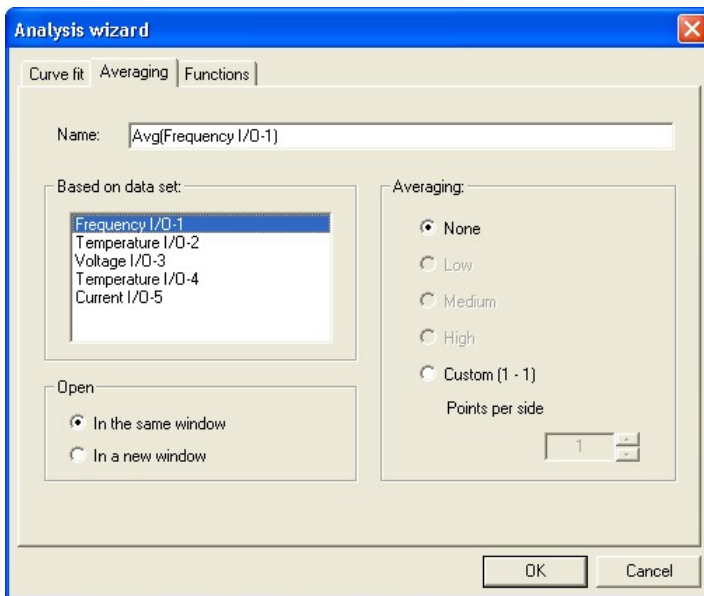 Analysis wizard
Curve fit Averaging Functions
Name: Avg(Frequency I/O-1)
Based on data set:
Frequency I/O-1
Temperature I/O-2
Voltage I/O-3
Temperature I/O-4
Current I/O-5
Open
In the same window
In a new window
Averaging:
None
Low
Medium
High
Custom (1 - 1)
Points per side
1
OK Cancel